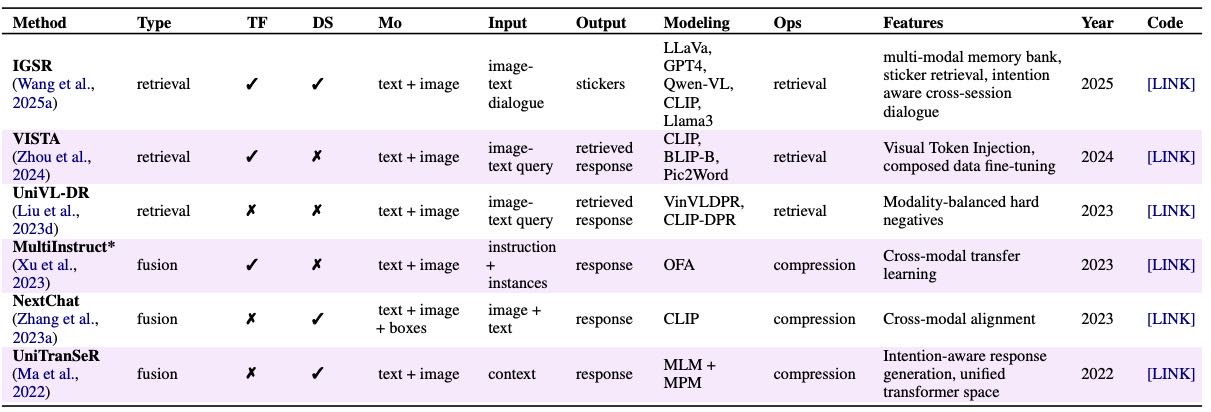 Method Type TF DS Mo Input Output Modeling Ops Features Year Code
IGSR
(Wang et al.,
2025a)
retrieval ✓ ✓ text + image
image-
text
dialogue
stickers
LLaVa,
GPT4,
Qwen-VL,
CLIP,
Llama3
retrieval
multi-modal memory bank,
sticker retrieval, intention
aware cross-session
dialogue
2025 [LINK]
VISTA
(Zhou et al.,
2024)
retrieval ✓ ✗ text + image
image-
text query
retrieved
response
CLIP,
BLIP-B,
Pic2Word
retrieval
Visual Token Injection,
composed data fine-tuning
2024 [LINK]
UniVL-DR
(Liu et al.,
2023d)
retrieval ✗ ✗ text + image
image-
text query
retrieved
response
VinVLDPR,
CLIP-DPR
retrieval
Modality-balanced hard
negatives
2023 [LINK]
MultiInstruct*
(Xu et al.,
2023)
fusion ✓ ✗ text + image
instruction
+
instances
response
OFA
compression
Cross-modal transfer
learning
2023 [LINK]
NextChat
(Zhang et al.,
2023a)
fusion ✗ ✓
text + image
+ boxes
image +
text
response
CLIP
compression
Cross-modal alignment
2023 [LINK]
UniTranSeR
(Ma et al.,
2022)
fusion ✗ ✓ text + image
context
response
MLM +
MPM
compression
Intention-aware response
generation, unified
transformer space
2022 [LINK]